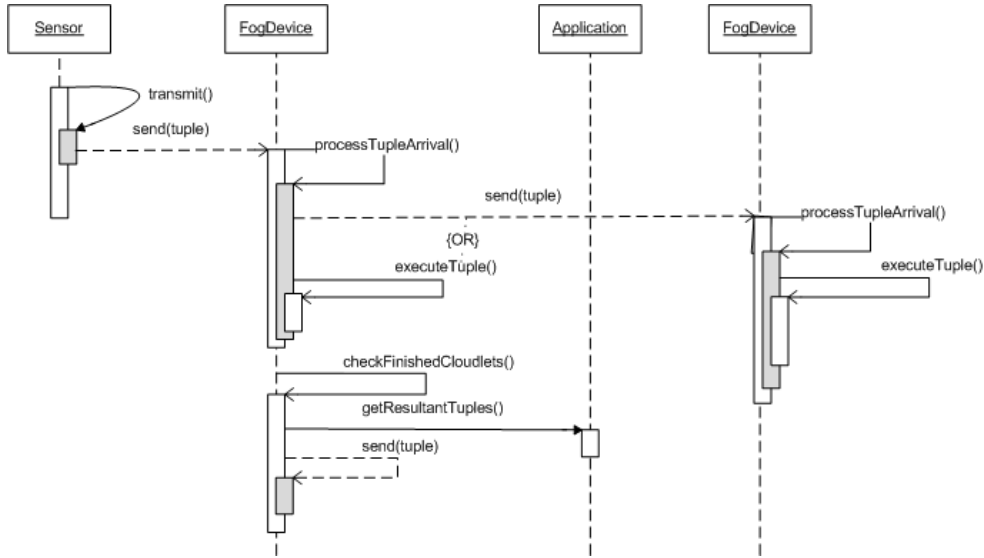 Sensor
FogDevice
Application
FogDevice
transmit()
send(tuple)
processTupleArrival()
send(tuple)
processTupleArrival()
{OR}
executeTuple()
executeTuple()
checkFinishedCloudlets()
getResultantTuples()
send(tuple)